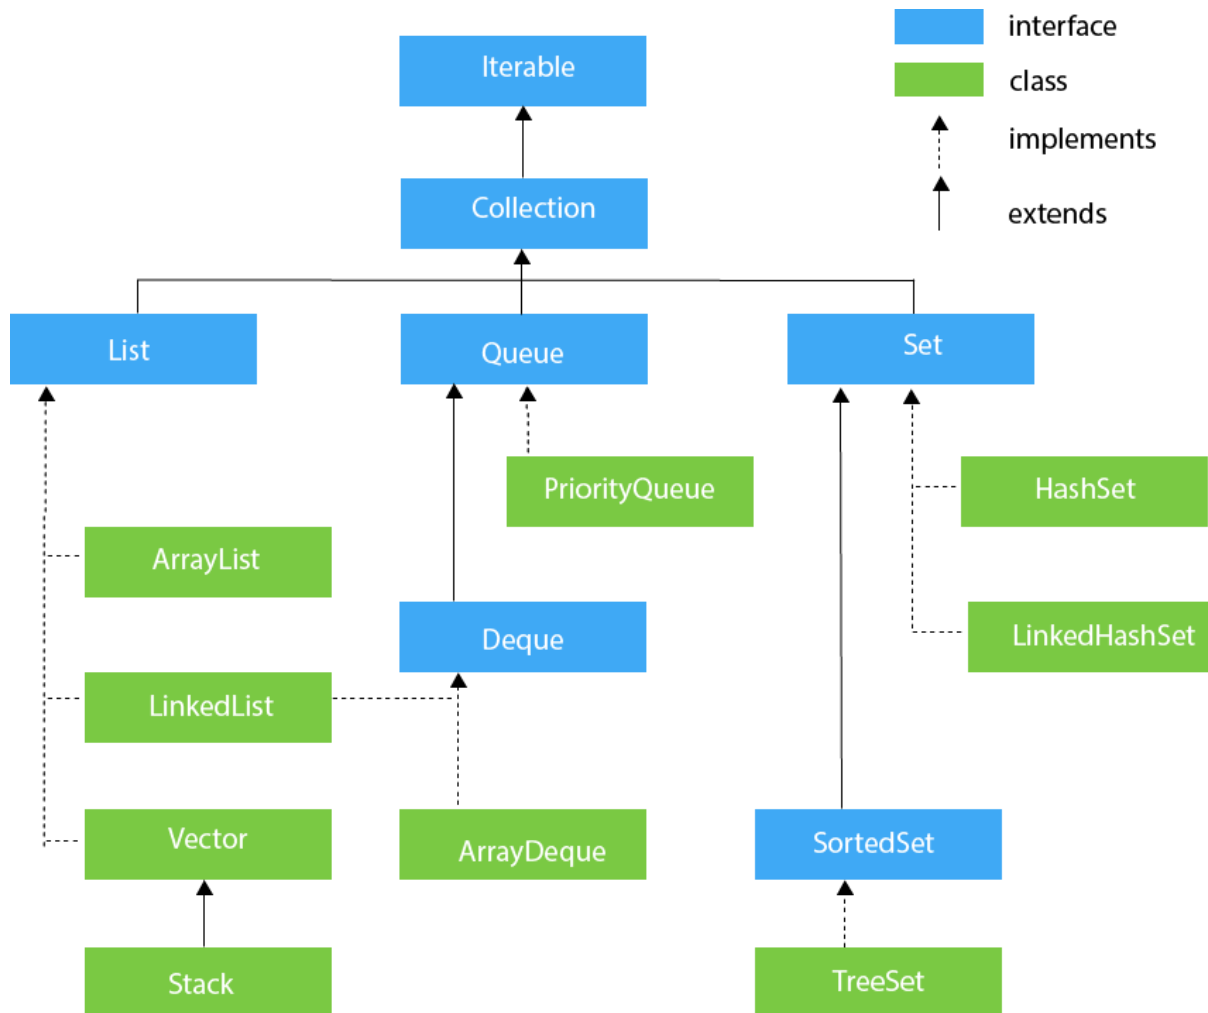 interface
Iterable
class
implements
Collection
extends
List
Queue
Set
PriorityQueue
HashSet
ArrayList
Deque
LinkedHashSet
LinkedList
Vector
ArrayDeque
SortedSet
Stack
TreeSet